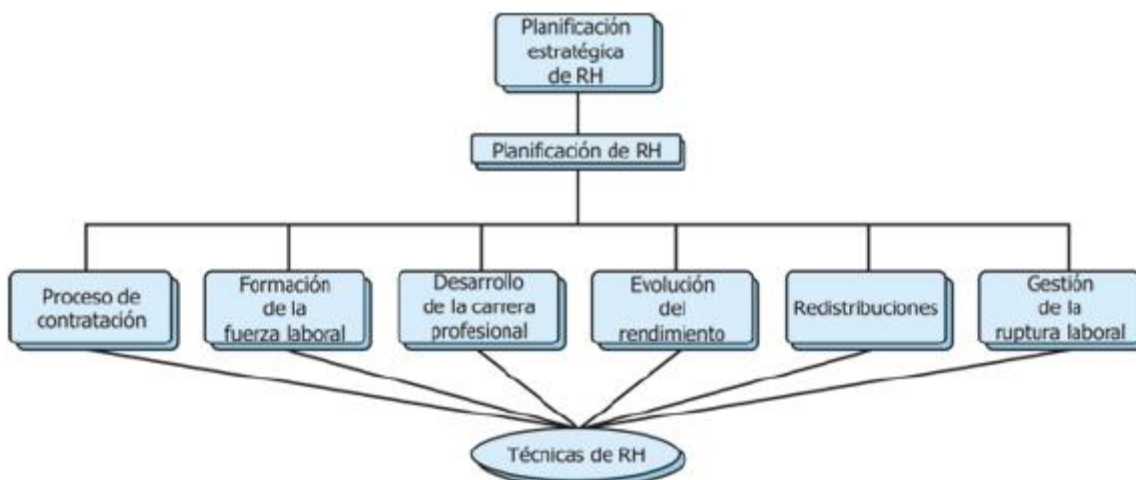 Planificación
estratégica
de RH
Planificación de RH
Proceso de
contratación
Formación
de la
fuerza laboral
Desarrollo
de la carrera
profesional
Evolución
del
rendimiento
Redistribuciones
Gestión
de la
ruptura laboral
Técnicas de RH